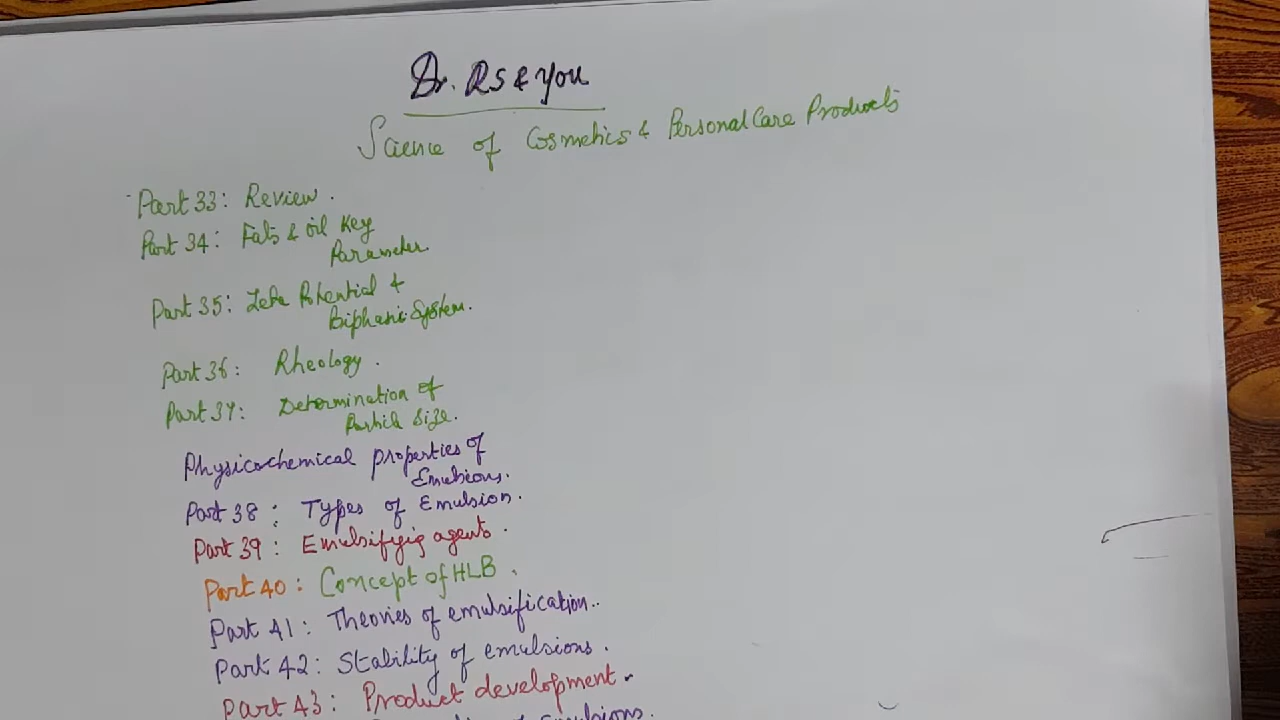 Dr. RS & You
Science of Cosmetics & Personal Care Products
Part 33: Review.
Part 34: Fats & oil Key
Parameter.
Part 35: Zeta Potential &
Biphasic System.
Part 36: Rheology.
Part 37: Determination of
Particle Size.
Physicochemical properties of
Emulsions.
Part 38: Types of Emulsion.
Part 39: Emulsifyig agents.
Part 40: Concept of HLB.
Part 41: Theories of emulsification..
Part 42: Stability of emulsions.
Part 43: Product development.
of emulsions.